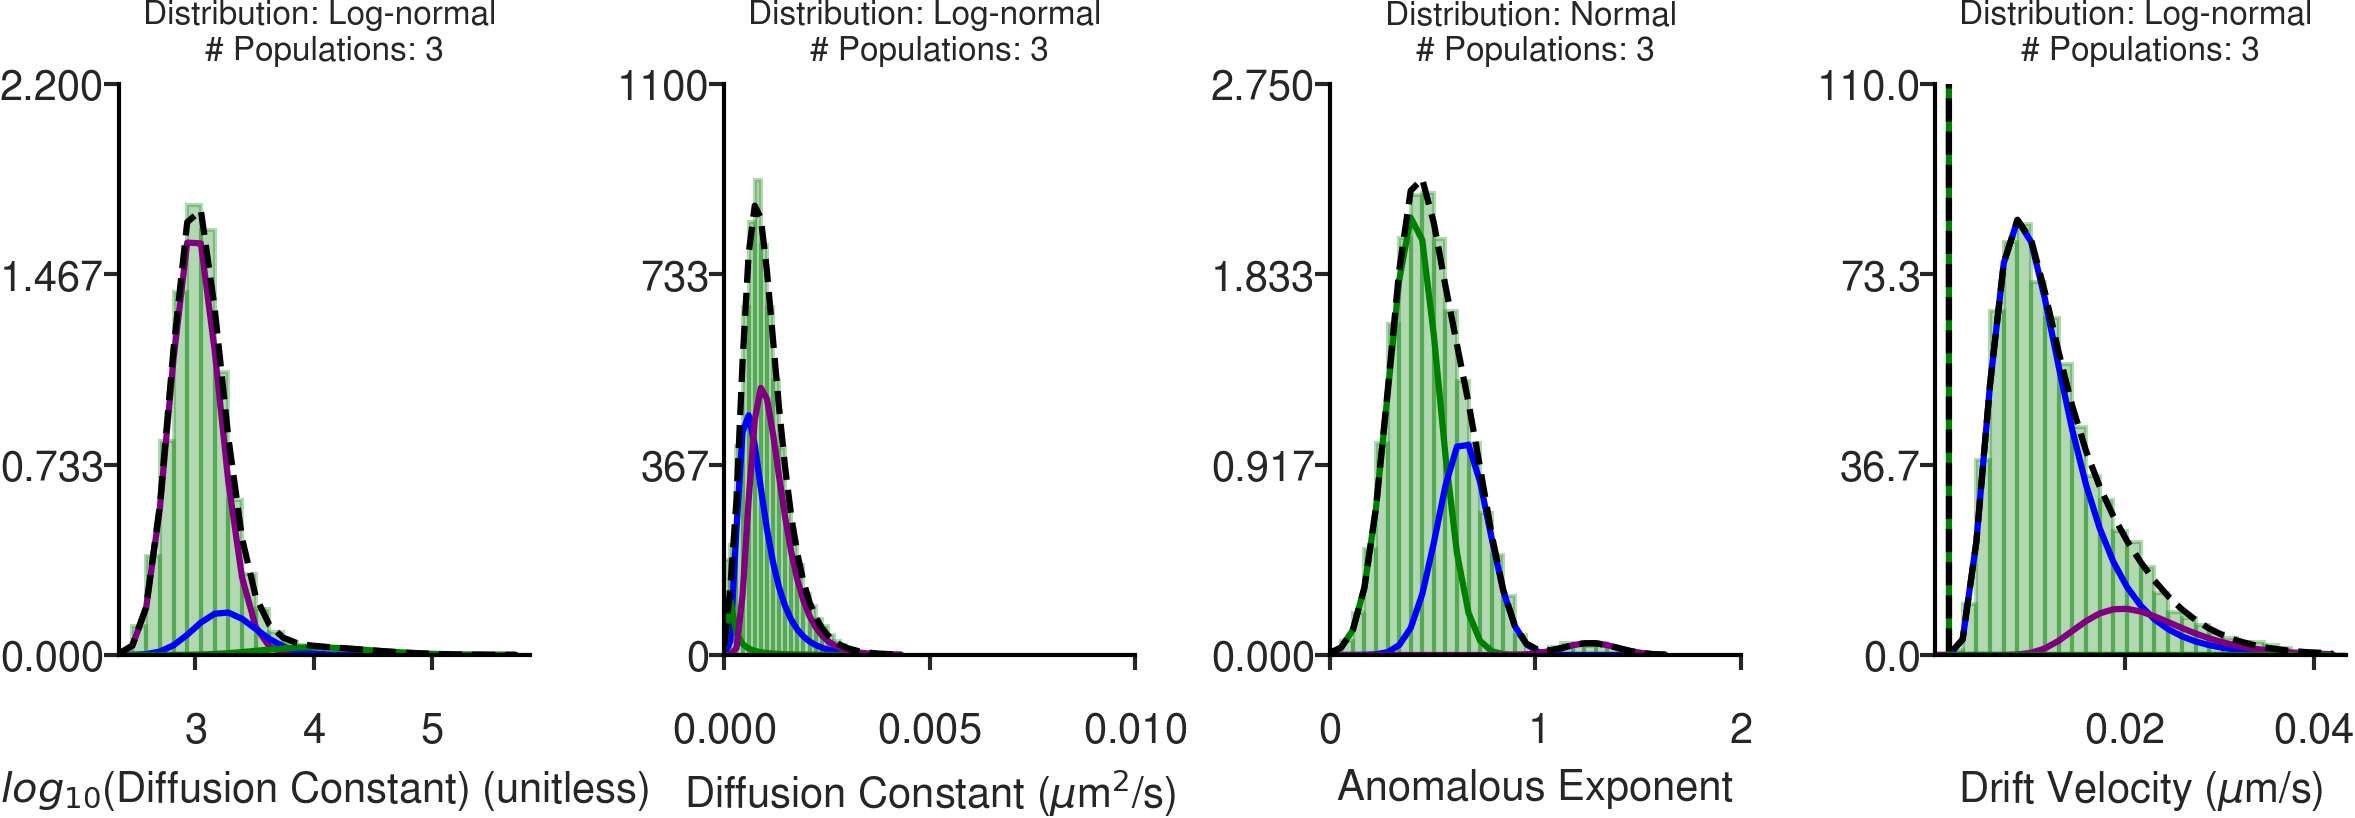 Distribution: Log-normal
# Populations: 3
2.200
1.467
0.733
0.000
3 4 5
log10(Diffusion Constant) (unitless)
Distribution: Log-normal
# Populations: 3
1100
733
367
0
0.000 0.005 0.010
Diffusion Constant (μm²/s)
Distribution: Normal
# Populations: 3
2.750
1.833
0.917
0.000
0 1 2
Anomalous Exponent
Distribution: Log-normal
# Populations: 3
110.0
73.3
36.7
0.0
0.02 0.04
Drift Velocity (μm/s)